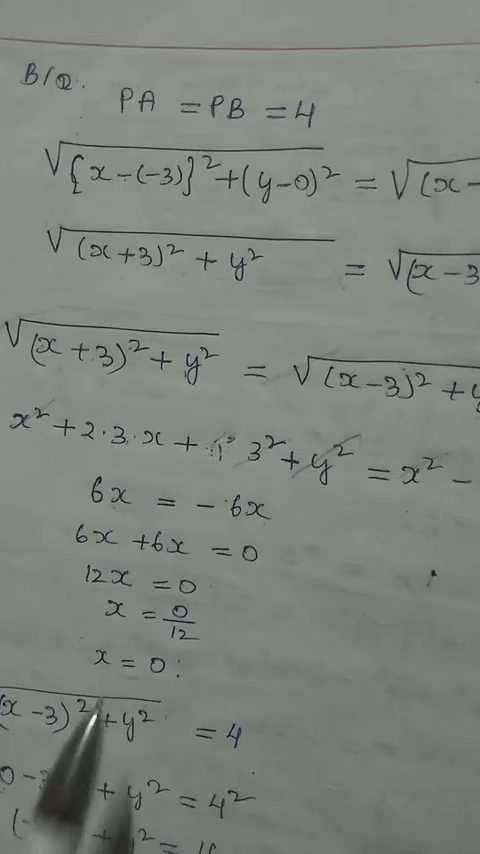 B/Q.
PA = PB = 4
√{x-(-3)}² + (y-0)² = √(x-
√(x+3)² + y² = √(x-3
√(x+3)² + y² = √(x-3)² + y
x² + 2.3.x + 3² + y² = x² -
6x = -6x
6x + 6x = 0
12x = 0
x = 0/12
x = 0
(x-3)² + y² = 4
0- + y² = 4²
(- + y² =